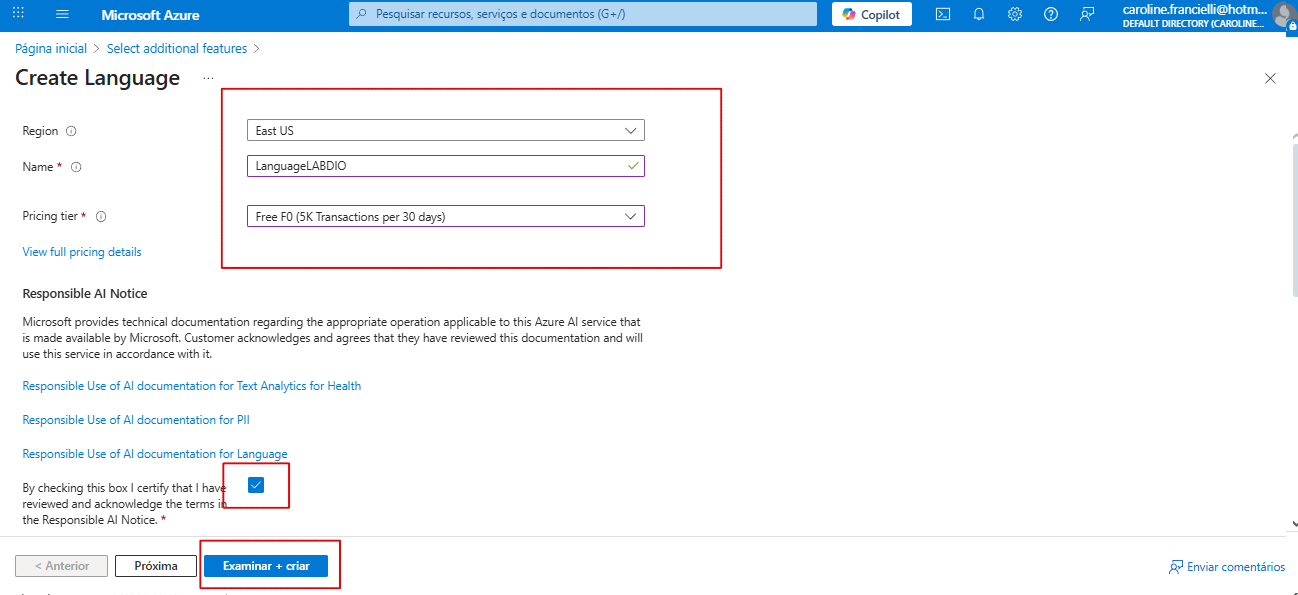 Microsoft Azure
Pesquisar recursos, serviços e documentos (G+/)
Copilot
caroline.francielli@hotm...
DEFAULT DIRECTORY (CAROLINE....
Página inicial > Select additional features >
Create Language ...
Region
East US
Name *
LanguageLABDIO
Pricing tier *
Free F0 (5K Transactions per 30 days)
View full pricing details
Responsible AI Notice
Microsoft provides technical documentation regarding the appropriate operation applicable to this Azure AI service that
is made available by Microsoft. Customer acknowledges and agrees that they have reviewed this documentation and will
use this service in accordance with it.
Responsible Use of AI documentation for Text Analytics for Health
Responsible Use of AI documentation for PII
Responsible Use of AI documentation for Language
By checking this box I certify that I have
reviewed and acknowledge the terms in
the Responsible AI Notice. *
< Anterior
Próxima
Examinar + criar
Enviar comentários